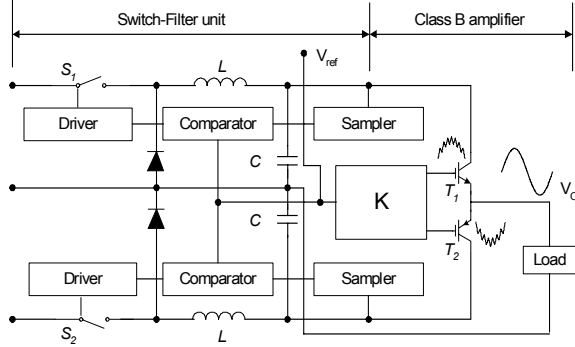 Switch-Filter unit
Class B amplifier
V_ref
S_1
L
Driver
Comparator
Sampler
C
K
T_1
V_O
C
T_2
Load
Driver
Comparator
Sampler
S_2
L